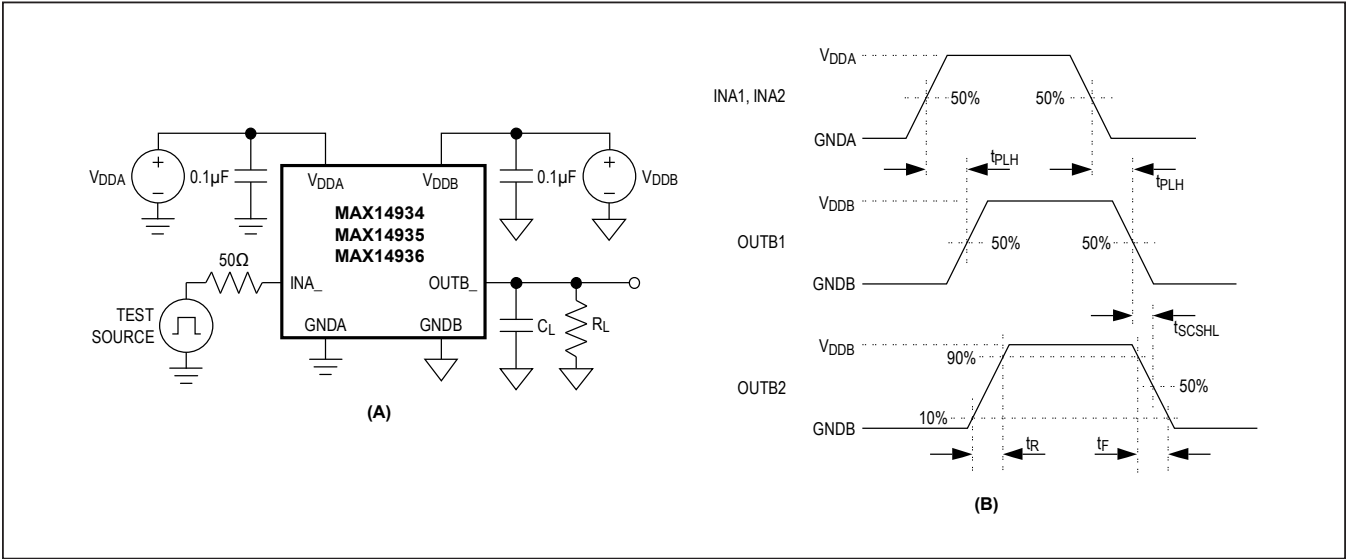 VDDA
0.1µF
VDDA
VDDB
0.1µF
VDDB
MAX14934
MAX14935
MAX14936
50Ω
INA_
OUTB_
TEST
SOURCE
GNDA
GNDB
CL
RL
(A)
VDDA
INA1, INA2
50%
50%
GNDA
tPLH
tPLH
VDDB
OUTB1
50%
50%
GNDB
tSCSHL
VDDB
90%
OUTB2
50%
10%
GNDB
tR
tF
(B)